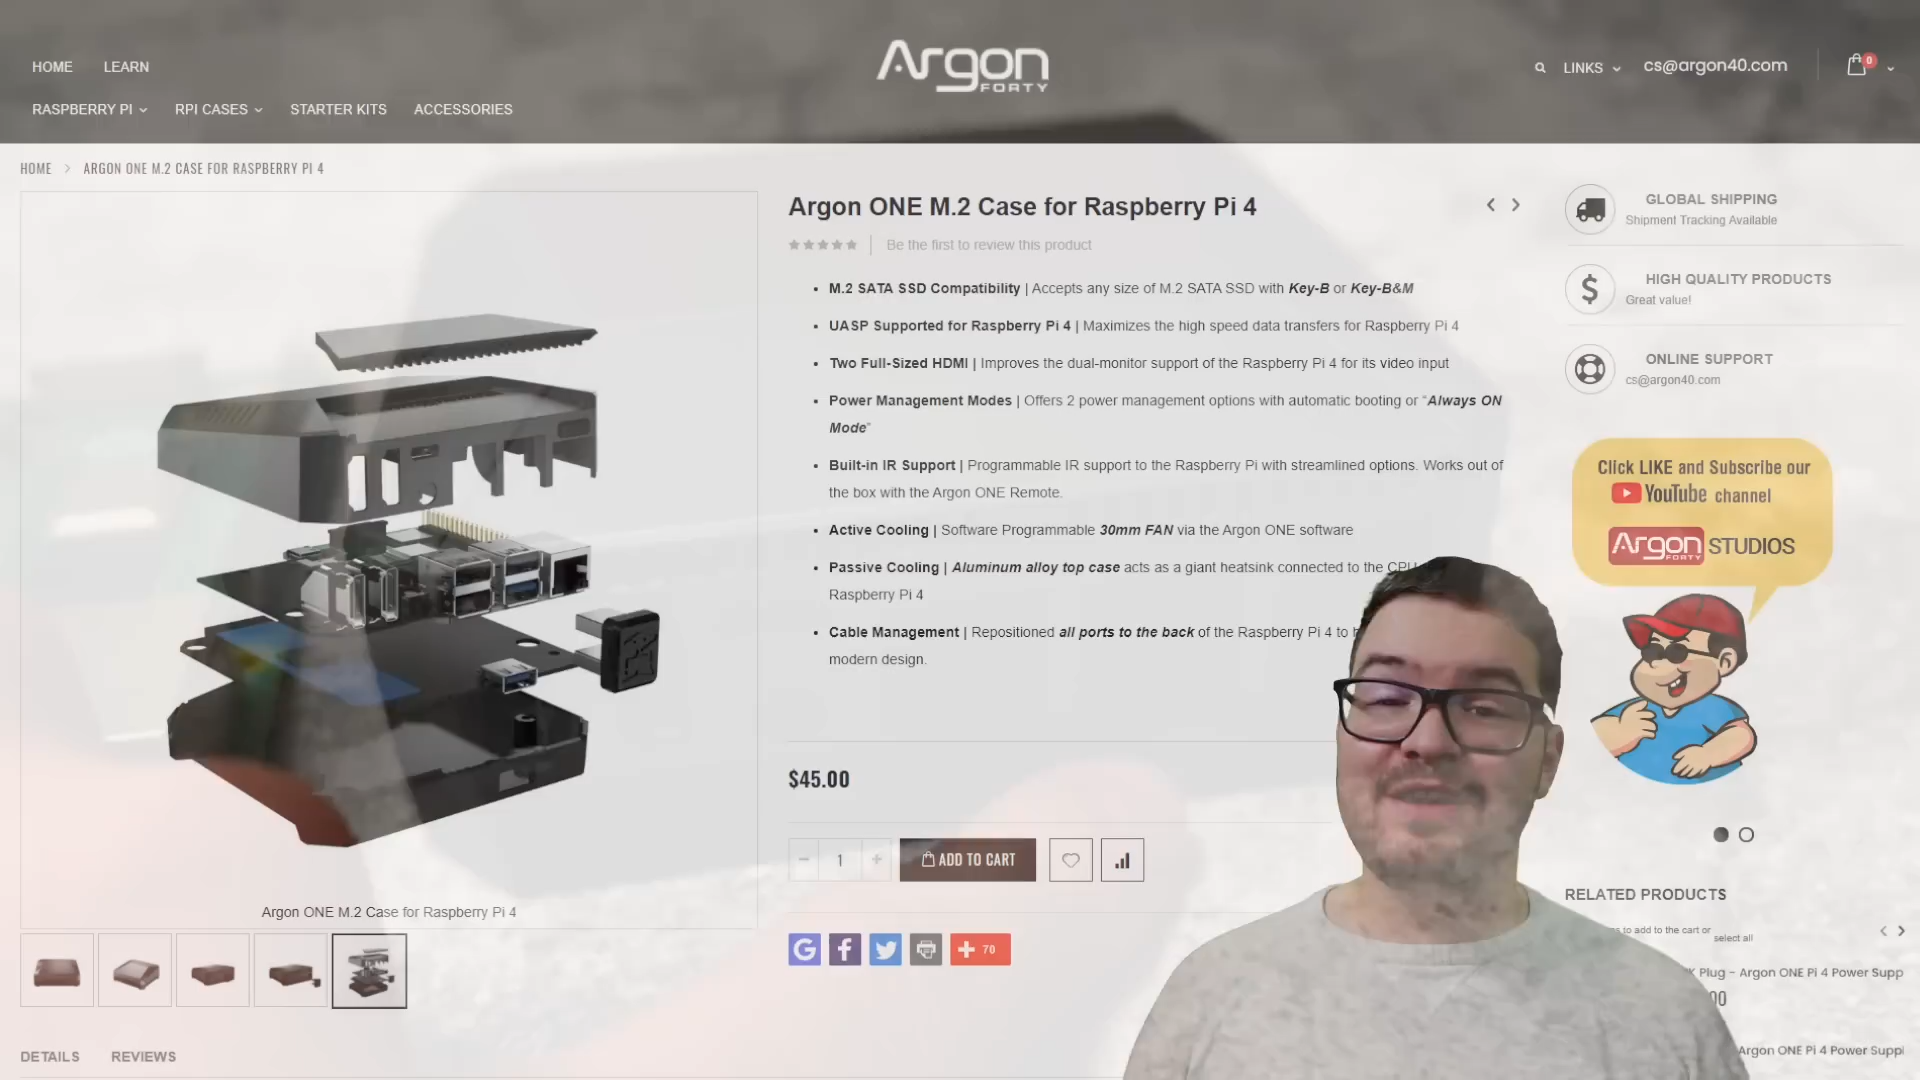 HOME LEARN
Argon
FORTY
LINKS cs@argon40.com 0
RASPBERRY PI RPI CASES STARTER KITS ACCESSORIES
HOME > ARGON ONE M.2 CASE FOR RASPBERRY PI 4
Argon ONE M.2 Case for Raspberry Pi 4
Be the first to review this product
• M.2 SATA SSD Compatibility | Accepts any size of M.2 SATA SSD with Key-B or Key-B&M
• UASP Supported for Raspberry Pi 4 | Maximizes the high speed data transfers for Raspberry Pi 4
• Two Full-Sized HDMI | Improves the dual-monitor support of the Raspberry Pi 4 for its video input
• Power Management Modes | Offers 2 power management options with automatic booting or “Always ON
Mode”
• Built-in IR Support | Programmable IR support to the Raspberry Pi with streamlined options. Works out of
the box with the Argon ONE Remote.
• Active Cooling | Software Programmable 30mm FAN via the Argon ONE software
• Passive Cooling | Aluminum alloy top case acts as a giant heatsink connected to the CPU
Raspberry Pi 4
• Cable Management | Repositioned all ports to the back of the Raspberry Pi 4 to
modern design.
$45.00
1
ADD TO CART
70
Argon ONE M.2 Case for Raspberry Pi 4
DETAILS REVIEWS
GLOBAL SHIPPING
Shipment Tracking Available
HIGH QUALITY PRODUCTS
Great value!
ONLINE SUPPORT
cs@argon40.com
Click LIKE and Subscribe our
YouTube channel
Argon FORTY STUDIOS
RELATED PRODUCTS
to add to the cart or
select all
Plug - Argon ONE Pi 4 Power Supp
00
Argon ONE Pi 4 Power Suppl